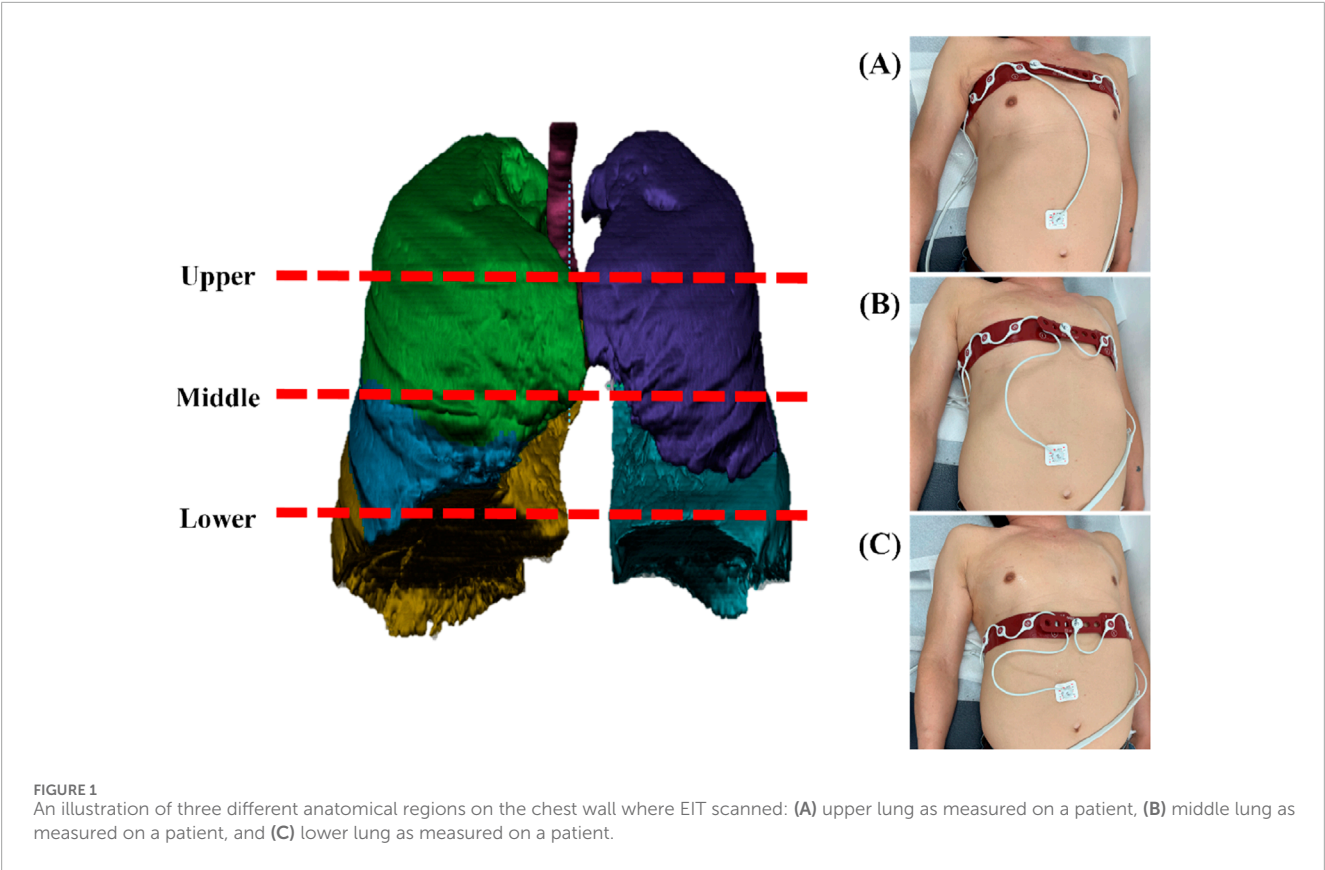 (A)
Upper
(B)
Middle
Lower
(C)
FIGURE 1
An illustration of three different anatomical regions on the chest wall where EIT scanned: (A) upper lung as measured on a patient, (B) middle lung as
measured on a patient, and (C) lower lung as measured on a patient.